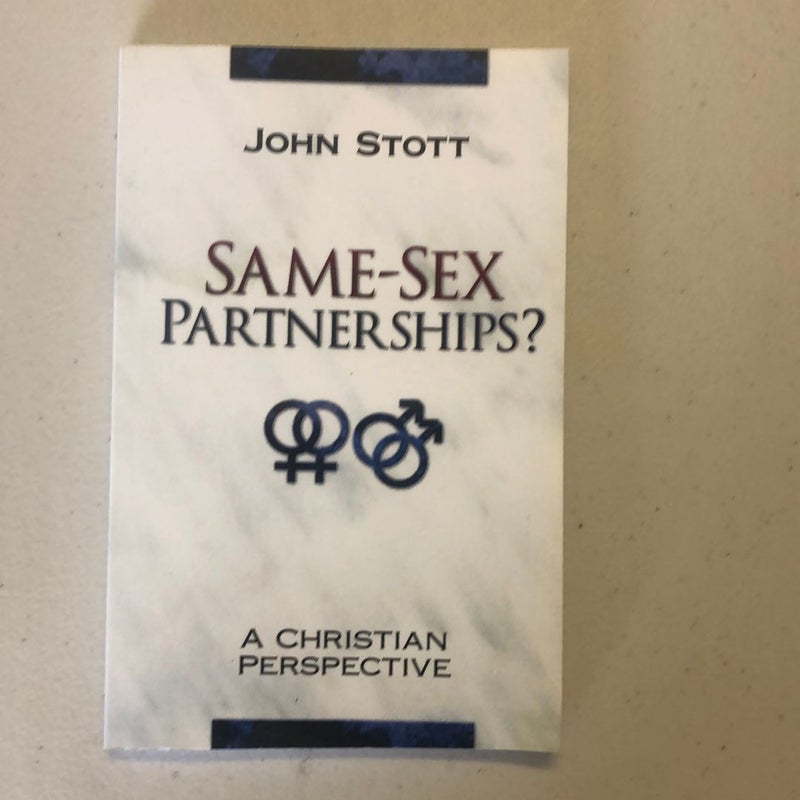 JOHN STOTT
SAME-SEX
PARTNERSHIPS?
A CHRISTIAN
PERSPECTIVE